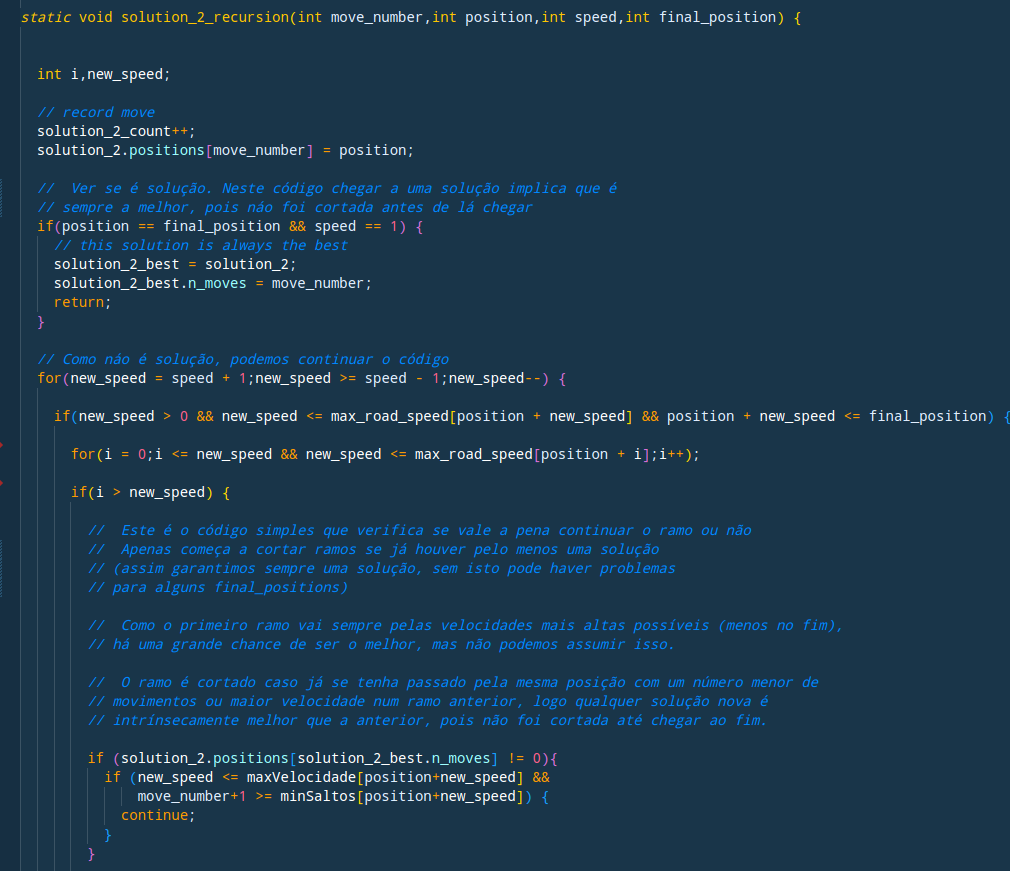 static void solution_2_recursion(int move_number,int position,int speed,int final_position) {
int i,new_speed;
// record move
solution_2_count++;
solution_2.positions[move_number] = position;
//  Ver se é solução. Neste código chegar a uma solução implica que é
// sempre a melhor, pois náo foi cortada antes de lá chegar
if(position == final_position && speed == 1) {
// this solution is always the best
solution_2_best = solution_2;
solution_2_best.n_moves = move_number;
return;
}
// Como náo é solução, podemos continuar o código
for(new_speed = speed + 1;new_speed >= speed - 1;new_speed--) {
if(new_speed > 0 && new_speed <= max_road_speed[position + new_speed] && position + new_speed <= final_position) {
for(i = 0;i <= new_speed && new_speed <= max_road_speed[position + i];i++);
if(i > new_speed) {
//  Este é o código simples que verifica se vale a pena continuar o ramo ou não
//  Apenas começa a cortar ramos se já houver pelo menos uma solução
// (assim garantimos sempre uma solução, sem isto pode haver problemas
// para alguns final_positions)
//  Como o primeiro ramo vai sempre pelas velocidades mais altas possíveis (menos no fim),
// há uma grande chance de ser o melhor, mas não podemos assumir isso.
//  O ramo é cortado caso já se tenha passado pela mesma posição com um número menor de
// movimentos ou maior velocidade num ramo anterior, logo qualquer solução nova é
// intrínsecamente melhor que a anterior, pois não foi cortada até chegar ao fim.
if (solution_2.positions[solution_2_best.n_moves] != 0){
if (new_speed <= maxVelocidade[position+new_speed] &&
move_number+1 >= minSaltos[position+new_speed]) {
continue;
}
}